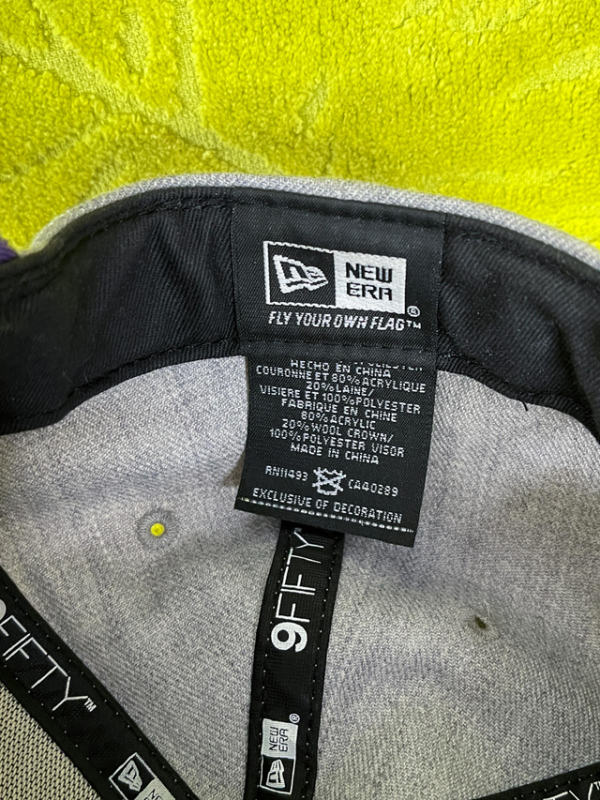 NEW
ERA
®
FLY YOUR OWN FLAG™
HECHO EN CHINA
COURONNE ET 80% ACRYLIQUE
20% LAINE/
VISIERE ET 100% POLYESTER
FABRIQUE EN CHINE
80% ACRYLIC
20% WOOL CROWN/
100% POLYESTER VISOR
MADE IN CHINA
RN11493 CA40289
EXCLUSIVE OF DECORATION
9FIFTY™
NEW
ERA
®
9FIFTY™